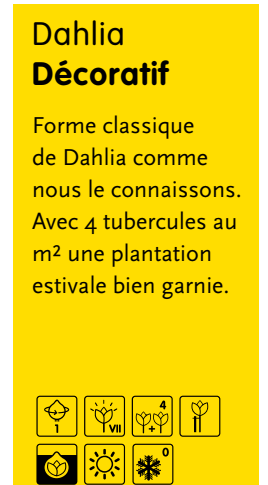 Dahlia
Décoratif
Forme classique
de Dahlia comme
nous le connaissons.
Avec 4 tubercules au
m² une plantation
estivale bien garnie.
1 VII 4
0